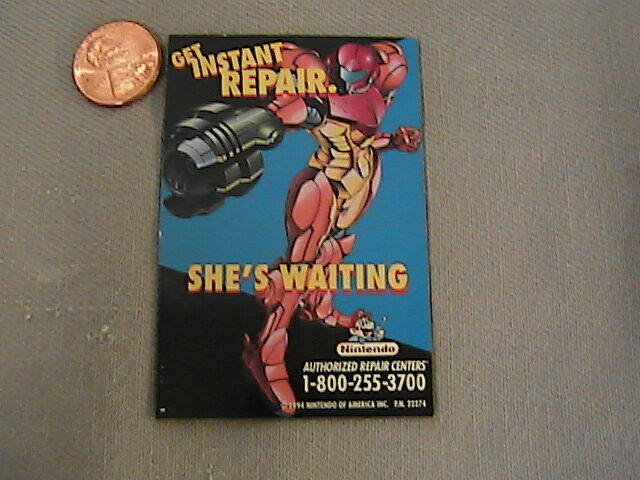 GET
INSTANT
REPAIR.
SHE'S WAITING
Nintendo
AUTHORIZED REPAIR CENTERS
1-800-255-3700
©1994 NINTENDO OF AMERICA INC. P.N. 22274